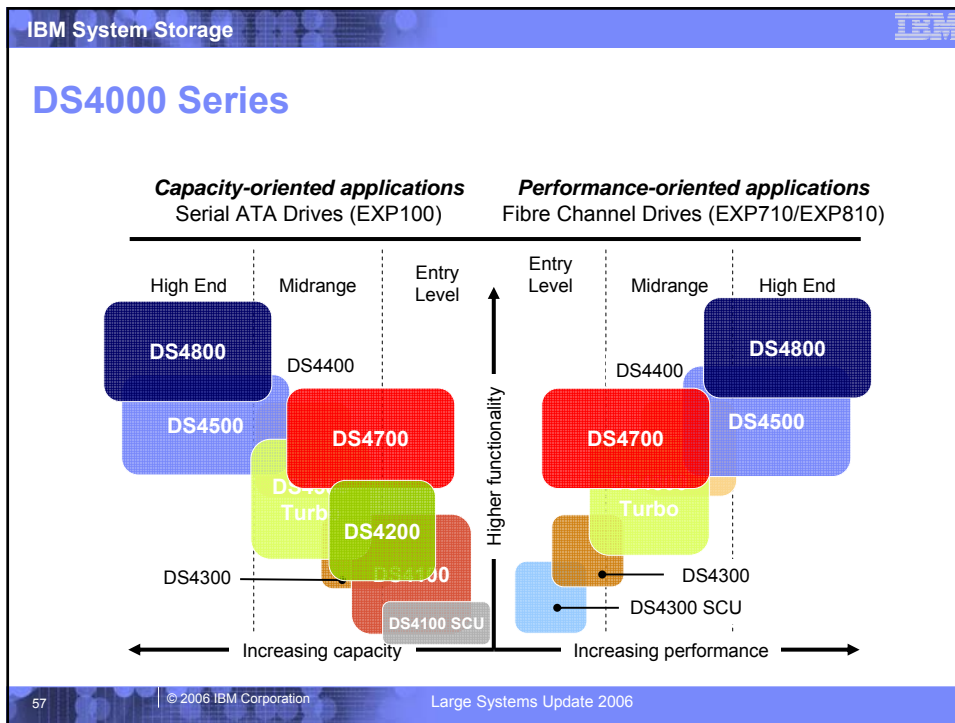 IBM System Storage
IBM
DS4000 Series
Capacity-oriented applications
Serial ATA Drives (EXP100)
Performance-oriented applications
Fibre Channel Drives (EXP710/EXP810)
High End
Midrange
Entry
Level
Entry
Level
Midrange
High End
DS4800
DS4400
DS4500
DS4700
Turbo
DS4200
DS4300
DS4100
DS4100 SCU
Higher functionality
DS4800
DS4400
DS4500
DS4700
Turbo
DS4300
DS4300 SCU
Increasing capacity
Increasing performance
57
© 2006 IBM Corporation
Large Systems Update 2006